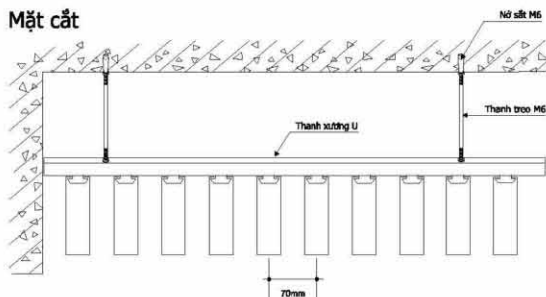 Mặt cắt
Nở sắt M6
Thanh treo M6
Thanh xương U
70mm